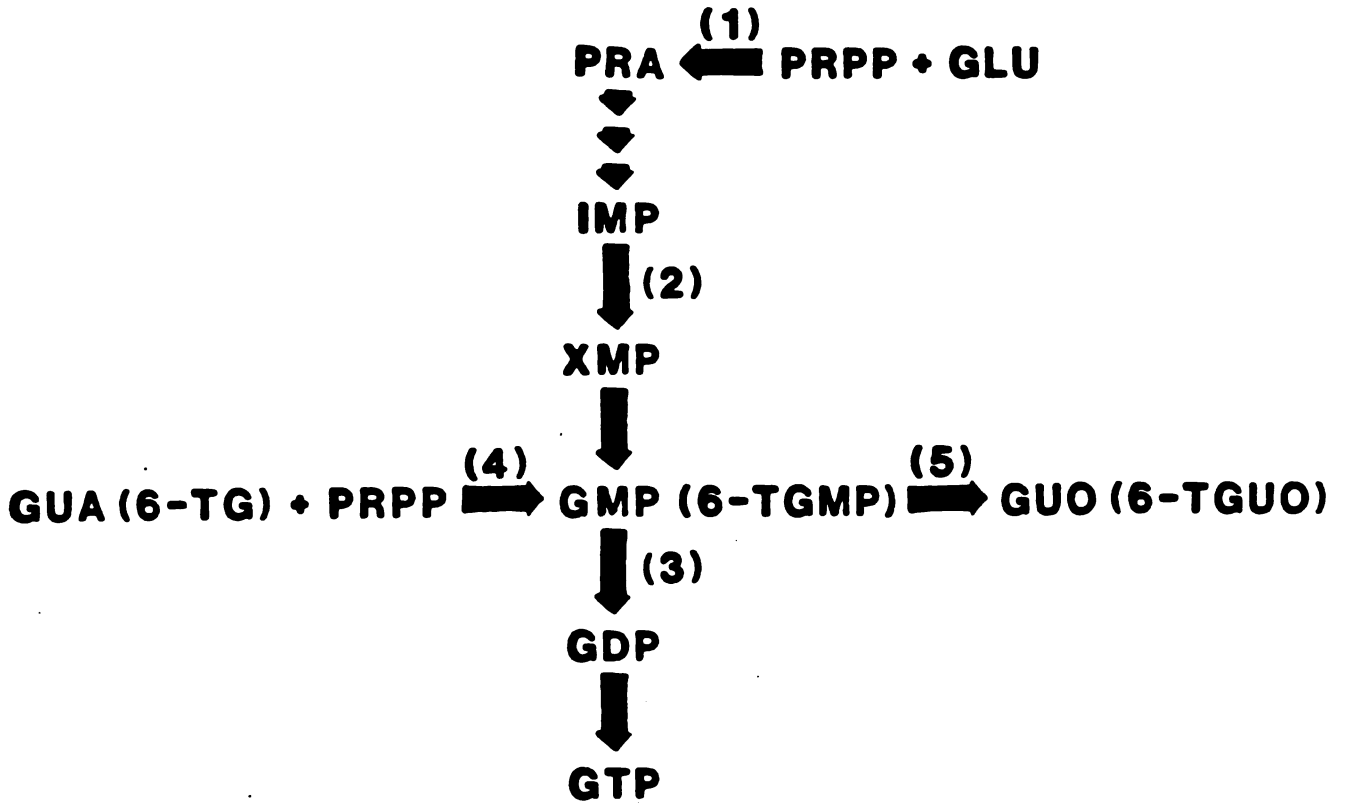 (1)
PRA PRPP + GLU
IMP
(2)
XMP
(4) (5)
GUA (6-TG) + PRPP GMP (6-TGMP) GUO (6-TGUO)
(3)
GDP
GTP